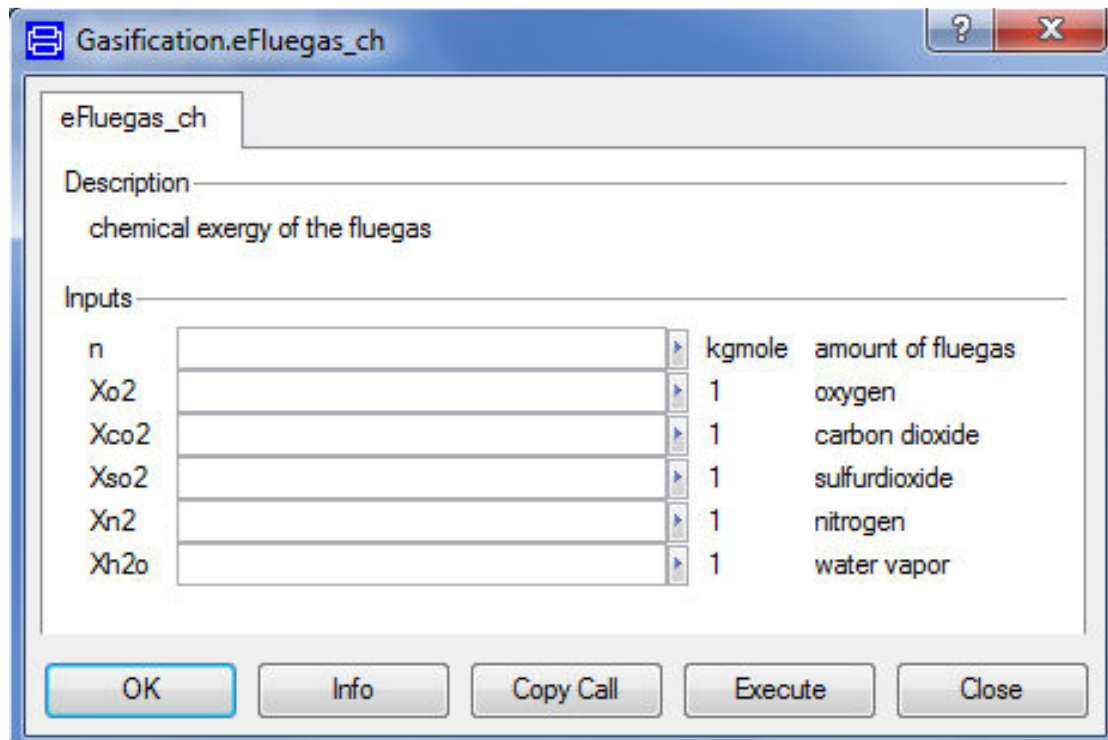 Gasification.eFluegas_ch
eFluegas_ch
Description
chemical exergy of the fluegas
Inputs
n kgmole amount of fluegas
Xo2 1 oxygen
Xco2 1 carbon dioxide
Xso2 1 sulfurdioxide
Xn2 1 nitrogen
Xh2o 1 water vapor
OK Info Copy Call Execute Close